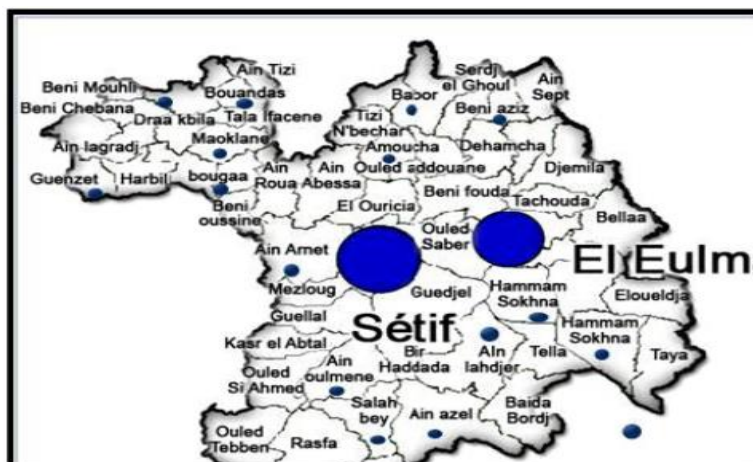 Ain Tizi
Beni Mouhli
Bouandas
Beni Chebana
Draa kbila
Tala Ifacene
Maoklane
Ain lagradj
Guenzet
Harbil
bougaa
Beni
oussine
Ain
Roua
Ain
Abessa
Babor
Serdj
el Ghoul
Ain
Sept
Beni aziz
Tizi
N'bechar
Amoucha
Dehamcha
Ouled addouane
Djemila
Beni fouda
Tachouda
El Ouricia
Bellaa
Ouled
Saber
Ain Arnet
El Eulm
Mezloug
Guedjel
Hammam
Sokhna
Eloueldja
Guellal
Sétif
Hammam
Sokhna
Kasr el Abtal
Ain
oulmene
Bir
Haddada
AIn
lahdjer
Tella
Taya
Ouled
Si Ahmed
Salah
bey
Ain azel
Baida
Bordj
Ouled
Tebben
Rasfa